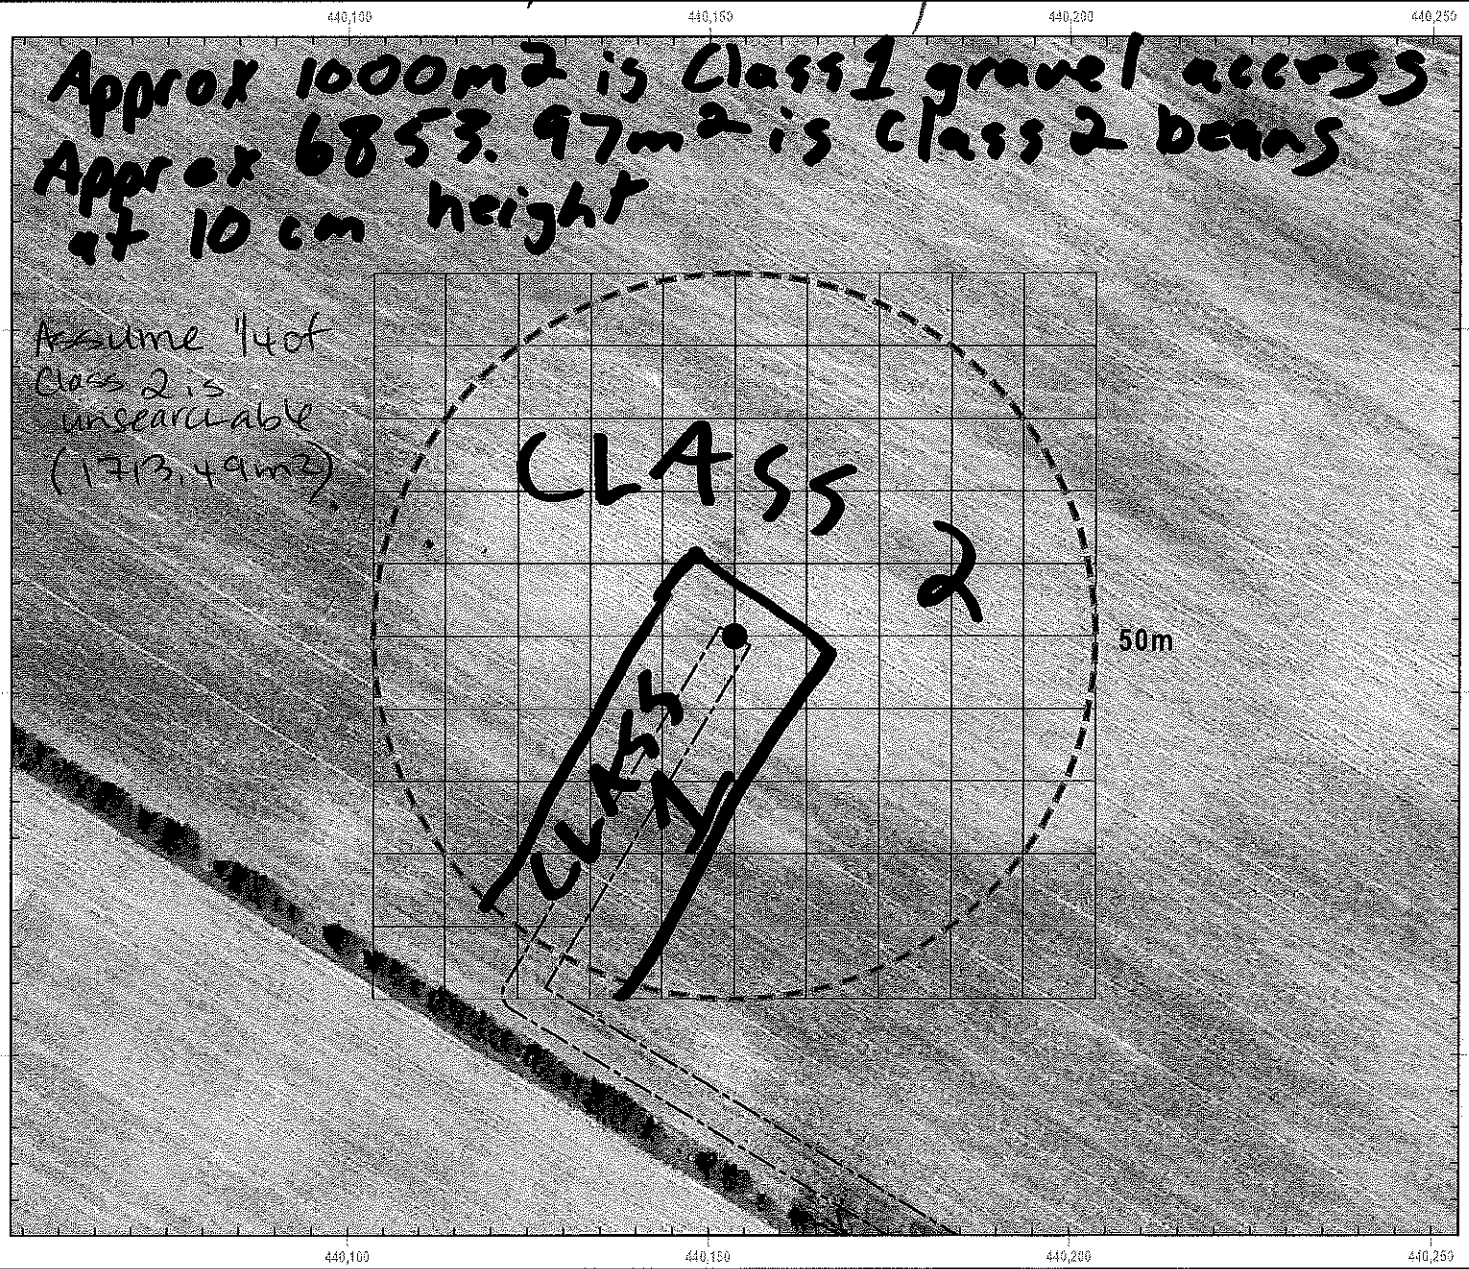 440,100 440,150 440,200 440,250
Approx 1000m2 is Class 1 gravel access
Approx 6853.97m2 is Class 2 beans
at 10 cm height
Assume 1/4 of
Class 2 is
unsearchable
(1713.49m2)
CLASS
2
50m
CLASS
1
440,100 440,150 440,200 440,250